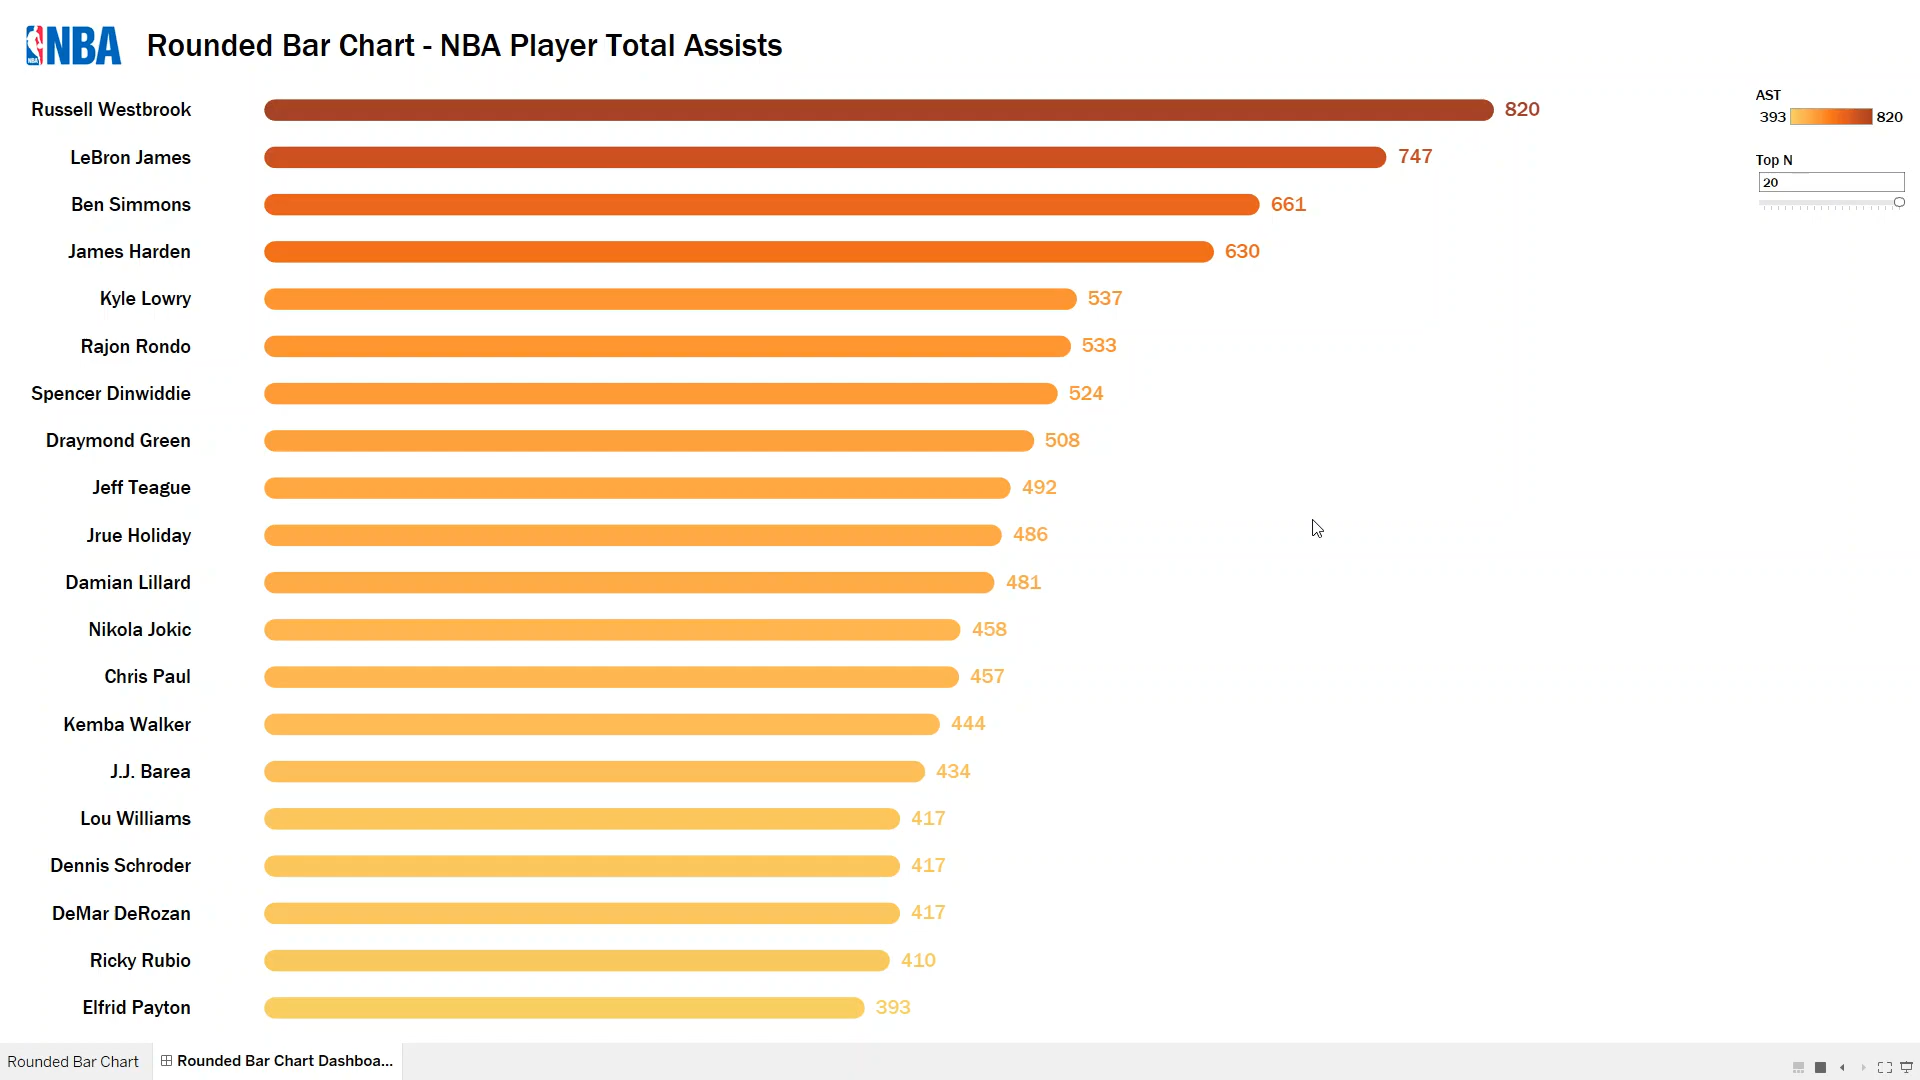 NBA Rounded Bar Chart - NBA Player Total Assists
NBA
Russell Westbrook 820
LeBron James 747
Ben Simmons 661
James Harden 630
Kyle Lowry 537
Rajon Rondo 533
Spencer Dinwiddie 524
Draymond Green 508
Jeff Teague 492
Jrue Holiday 486
Damian Lillard 481
Nikola Jokic 458
Chris Paul 457
Kemba Walker 444
J.J. Barea 434
Lou Williams 417
Dennis Schroder 417
DeMar DeRozan 417
Ricky Rubio 410
Elfrid Payton 393
AST
393 820
Top N
20
Rounded Bar Chart
Rounded Bar Chart Dashboa...